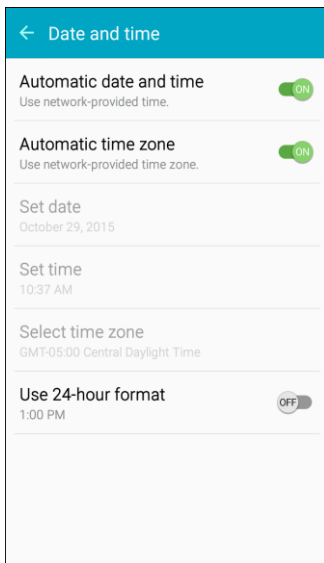 Date and time
Automatic date and time
ON
Use network-provided time.
Automatic time zone
ON
Use network-provided time zone.
Set date
October 29, 2015
Set time
10:37 AM
Select time zone
GMT-05:00 Central Daylight Time
Use 24-hour format
OFF
1:00 PM